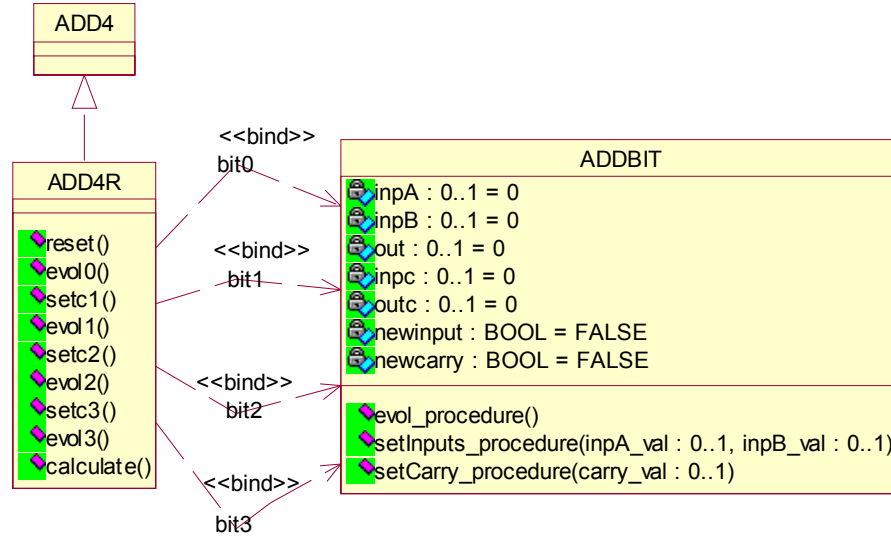 ADD4
ADD4R
reset()
evol0()
setc1()
evol1()
setc2()
evol2()
setc3()
evol3()
calculate()
<<bind>>
bit0
<<bind>>
bit1
<<bind>>
bit2
<<bind>>
bit3
ADDBIT
inpA : 0..1 = 0
inpB : 0..1 = 0
out : 0..1 = 0
inpc : 0..1 = 0
outc : 0..1 = 0
newinput : BOOL = FALSE
newcarry : BOOL = FALSE
evol_procedure()
setInputs_procedure(inpA_val : 0..1, inpB_val : 0..1)
setCarry_procedure(carry_val : 0..1)